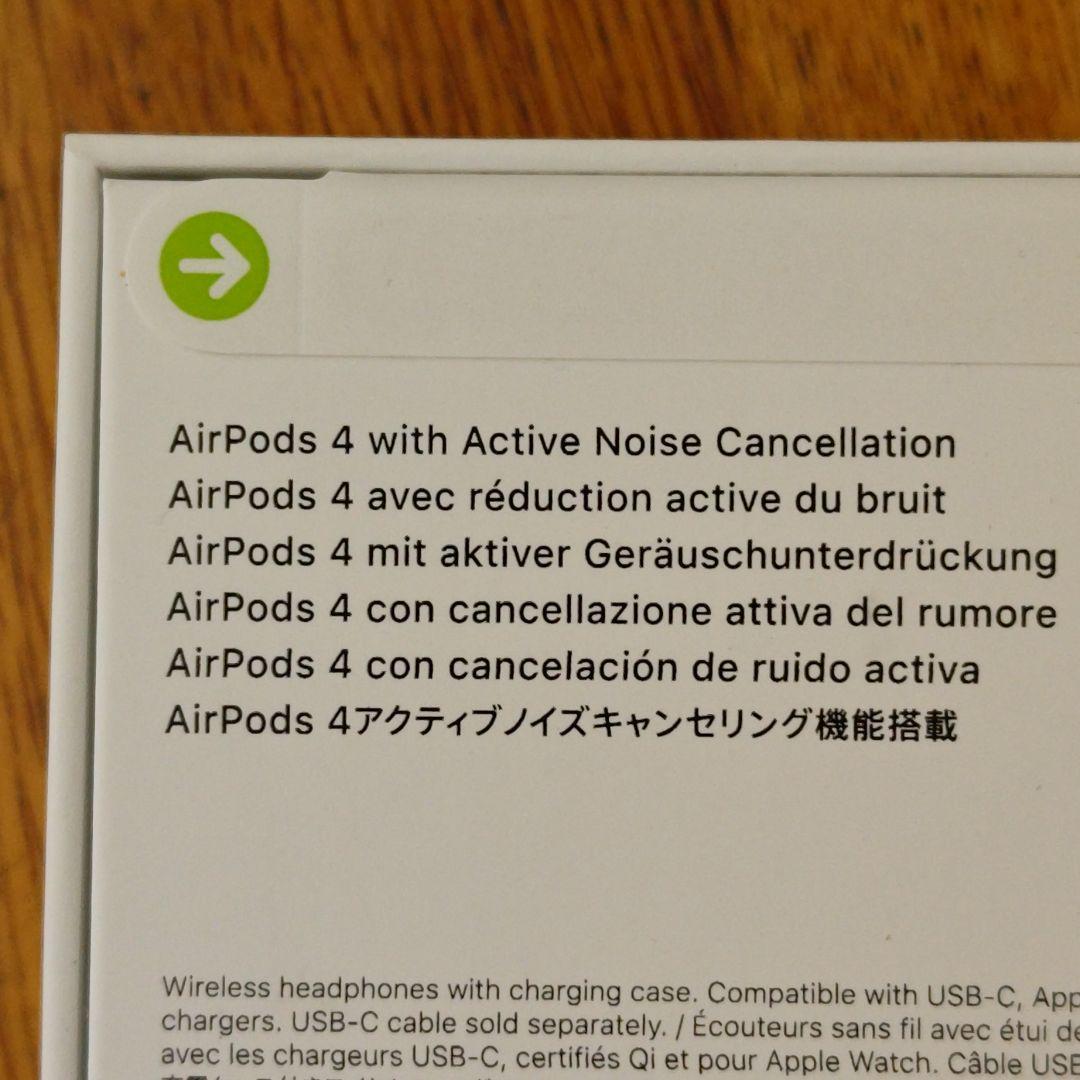 AirPods 4 with Active Noise Cancellation
AirPods 4 avec réduction active du bruit
AirPods 4 mit aktiver Geräuschunterdrückung
AirPods 4 con cancellazione attiva del rumore
AirPods 4 con cancelación de ruido activa
AirPods 4アクティブノイズキャンセリング機能搭載
Wireless headphones with charging case. Compatible with USB-C, App
chargers. USB-C cable sold separately. / Écouteurs sans fil avec étui de
avec les chargeurs USB-C, certifiés Qi et pour Apple Watch. Câble USB